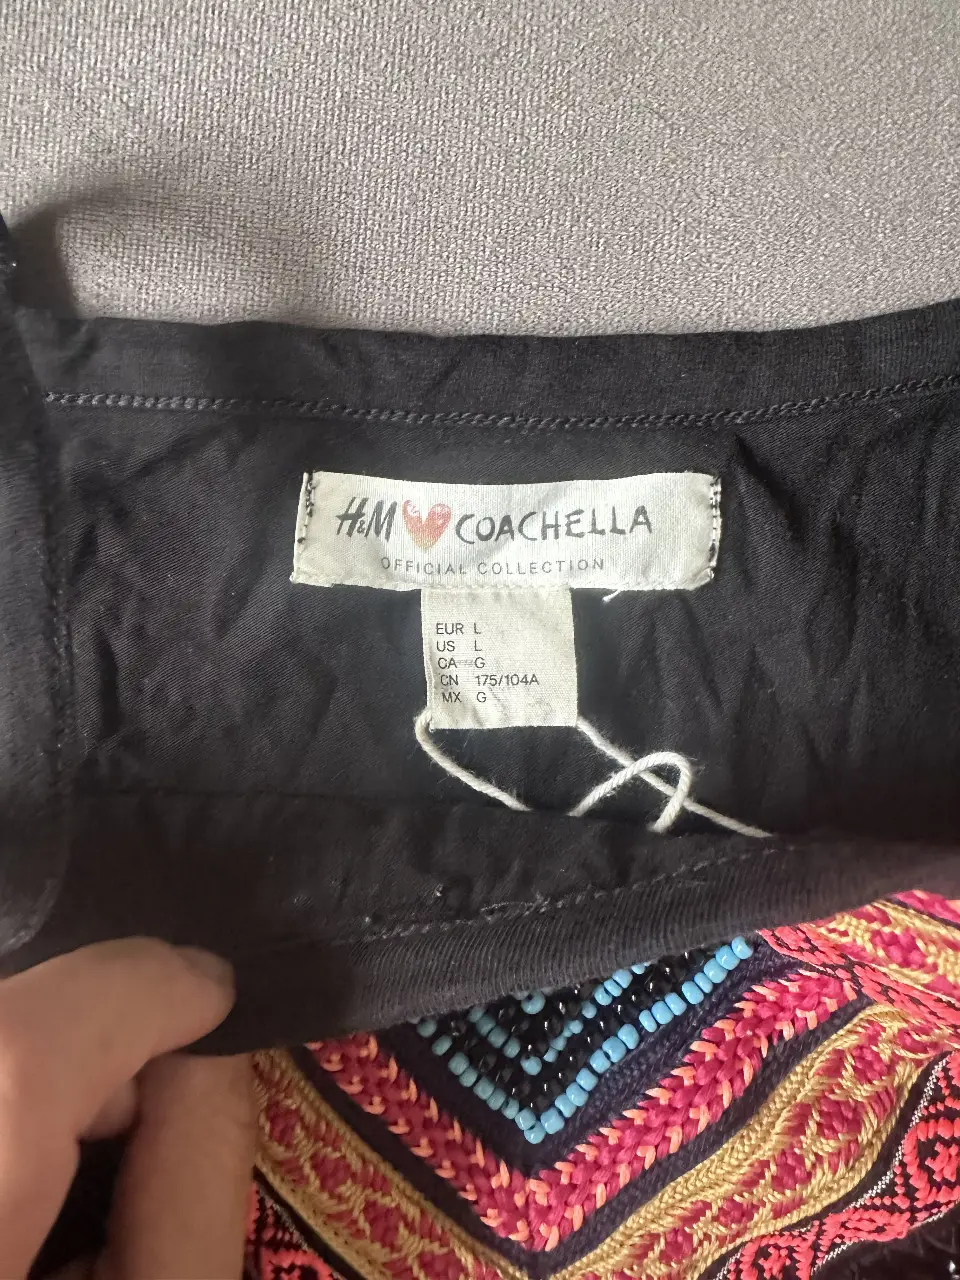 H&M COACHELLA
OFFICIAL COLLECTION
EUR L
US L
CA G
CN 175/104A
MX G